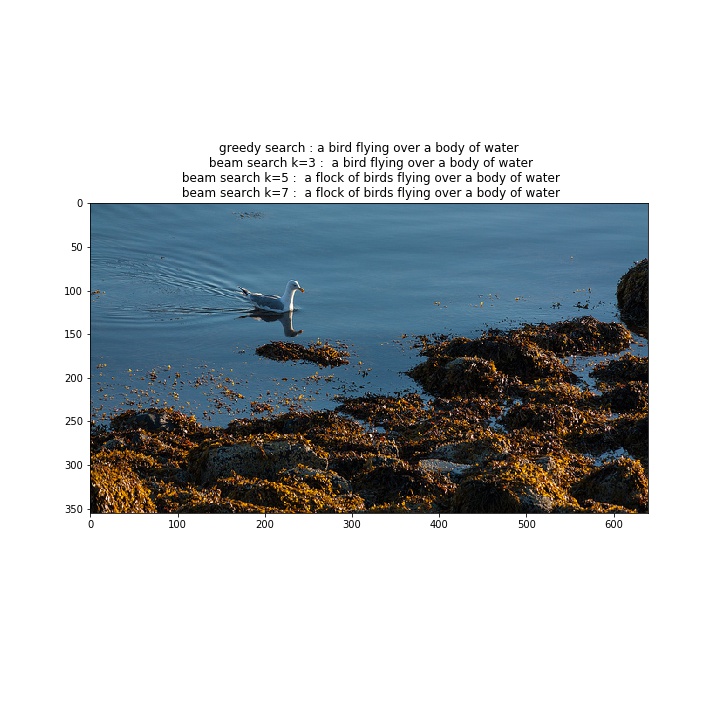 greedy search : a bird flying over a body of water
beam search k=3 :  a bird flying over a body of water
beam search k=5 :  a flock of birds flying over a body of water
beam search k=7 :  a flock of birds flying over a body of water
0
50
100
150
200
250
300
350
0 100 200 300 400 500 600